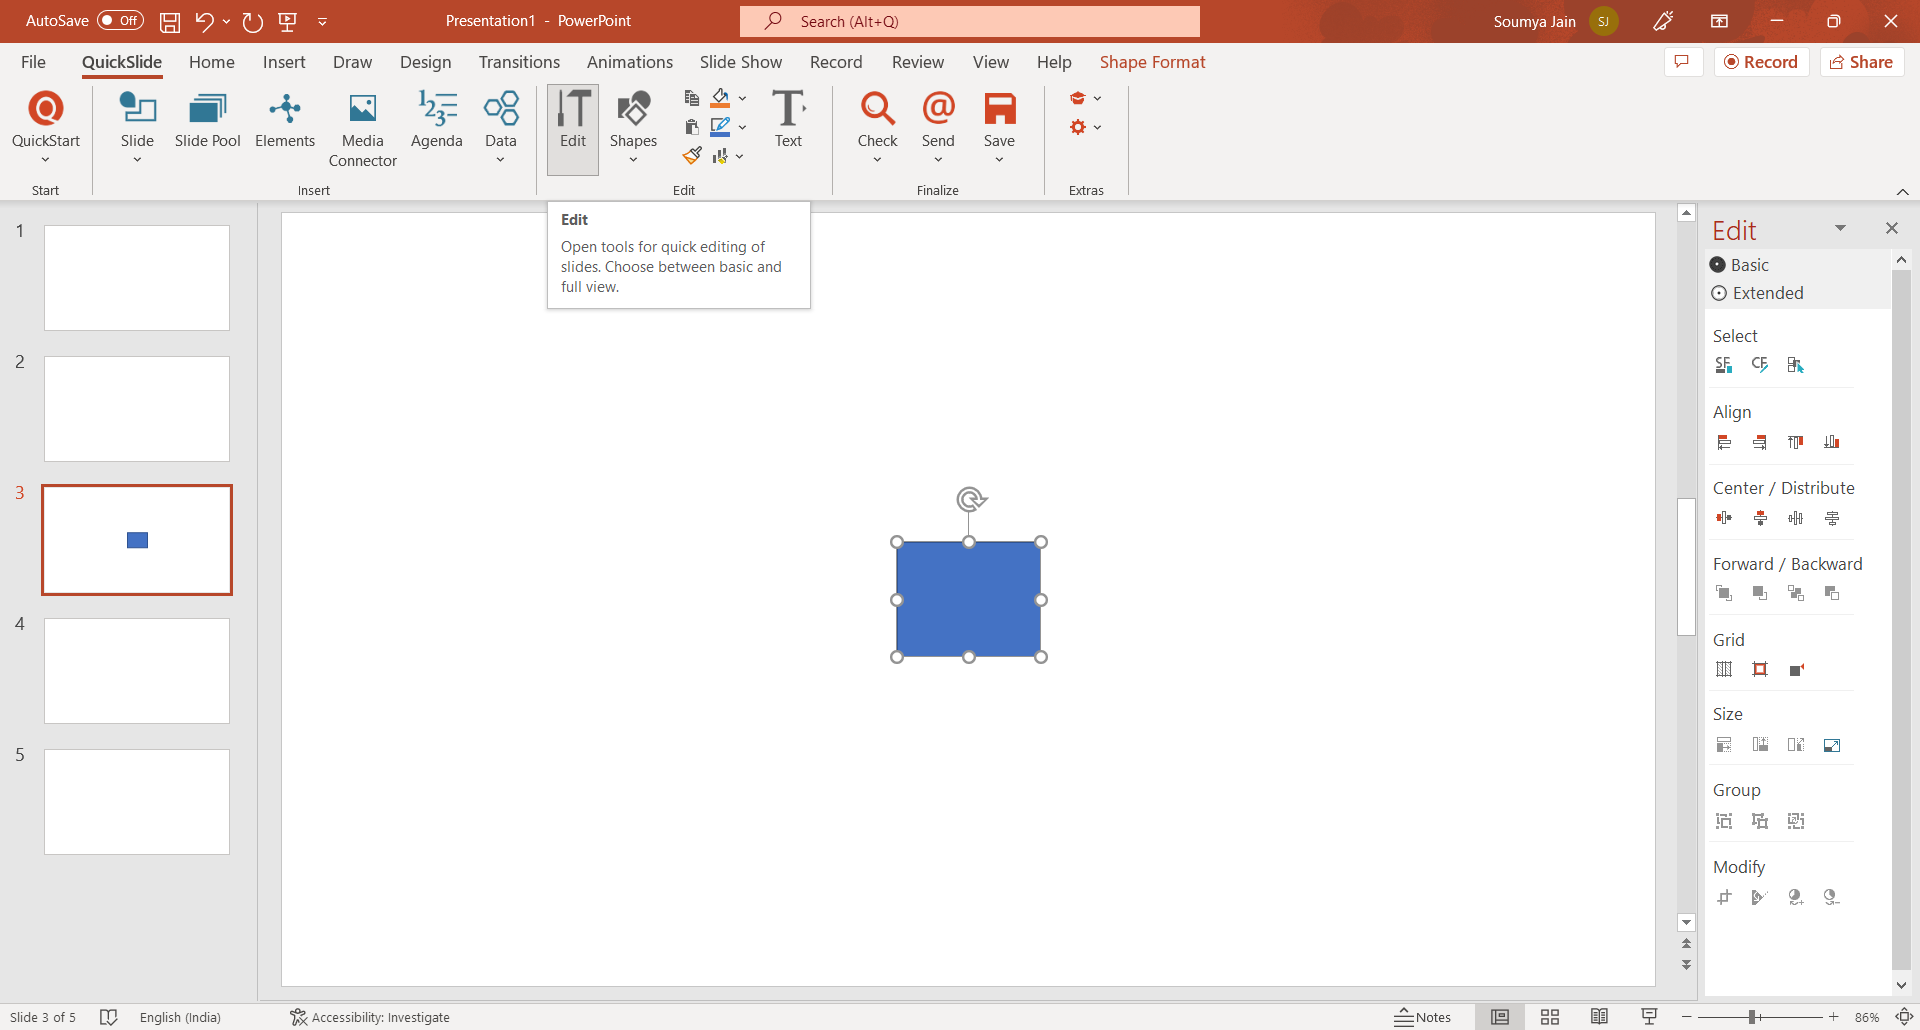 AutoSave Off
Presentation1 - PowerPoint
Search (Alt+Q)
Soumya Jain SJ
File QuickSlide Home Insert Draw Design Transitions Animations Slide Show Record Review View Help Shape Format
Record Share
QuickStart Slide Slide Pool Elements Media Connector Agenda Data Edit Shapes Text Check Send Save
Start Insert Edit Finalize Extras
Edit
Open tools for quick editing of
slides. Choose between basic and
full view.
1
2
3
4
5
Edit
Basic
Extended
Select
SF CF
Align
Center / Distribute
Forward / Backward
Grid
Size
Group
Modify
Slide 3 of 5 English (India) Accessibility: Investigate Notes 86%